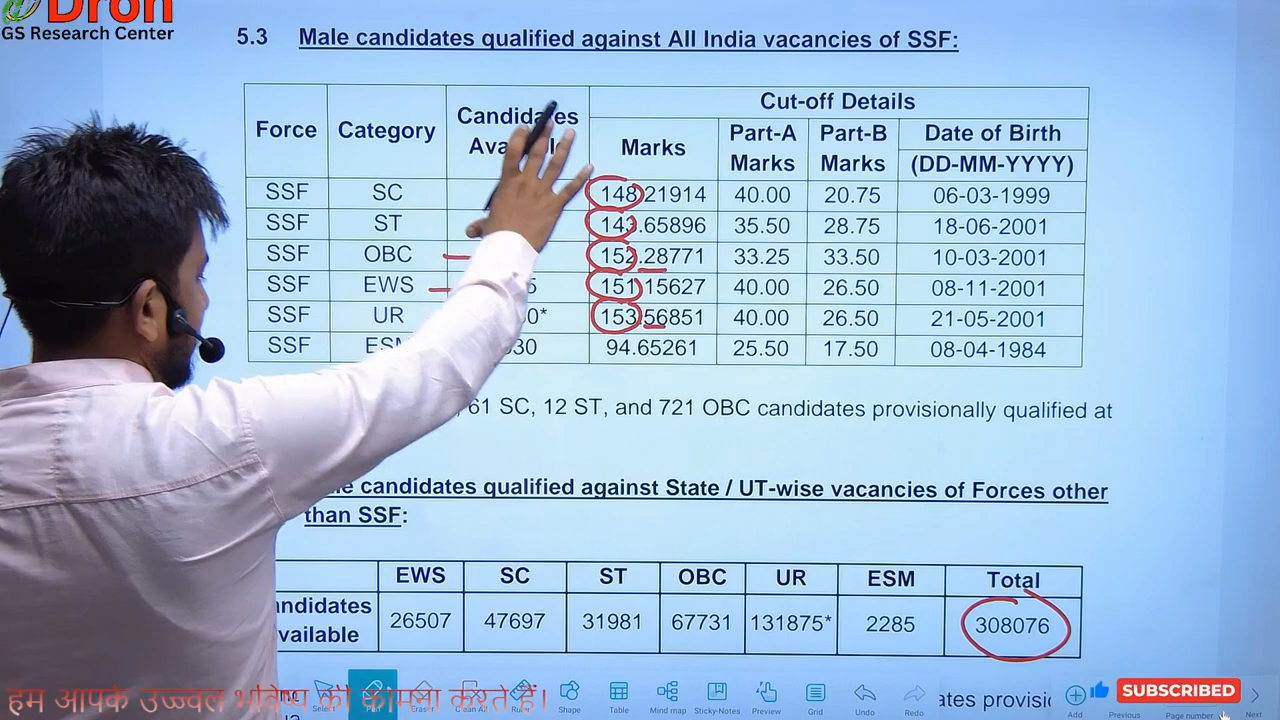 Dron
GS Research Center
5.3 Male candidates qualified against All India vacancies of SSF:
Force Category Candidates Cut-off Details
Marks Part-A Marks Part-B Marks Date of Birth (DD-MM-YYYY)
SSF SC 148.21914 40.00 20.75 06-03-1999
SSF ST 143.65896 35.50 28.75 18-06-2001
SSF OBC 152.28771 33.25 33.50 10-03-2001
SSF EWS 151.15627 40.00 26.50 08-11-2001
SSF UR 153.56851 40.00 26.50 21-05-2001
SSF 94.65261 25.50 17.50 08-04-1984
61 SC, 12 ST, and 721 OBC candidates provisionally qualified at
candidates qualified against State / UT-wise vacancies of Forces other
than SSF:
EWS SC ST OBC UR ESM Total
26507 47697 31981 67731 131875* 2285 308076
हम आपके उज्ज्वल भविष्य की कामना करते हैं।
Select Table Mind map Sticky-Notes Preview Grid Undo Redo Add Previous Page number Next
Shape
SUBSCRIBED